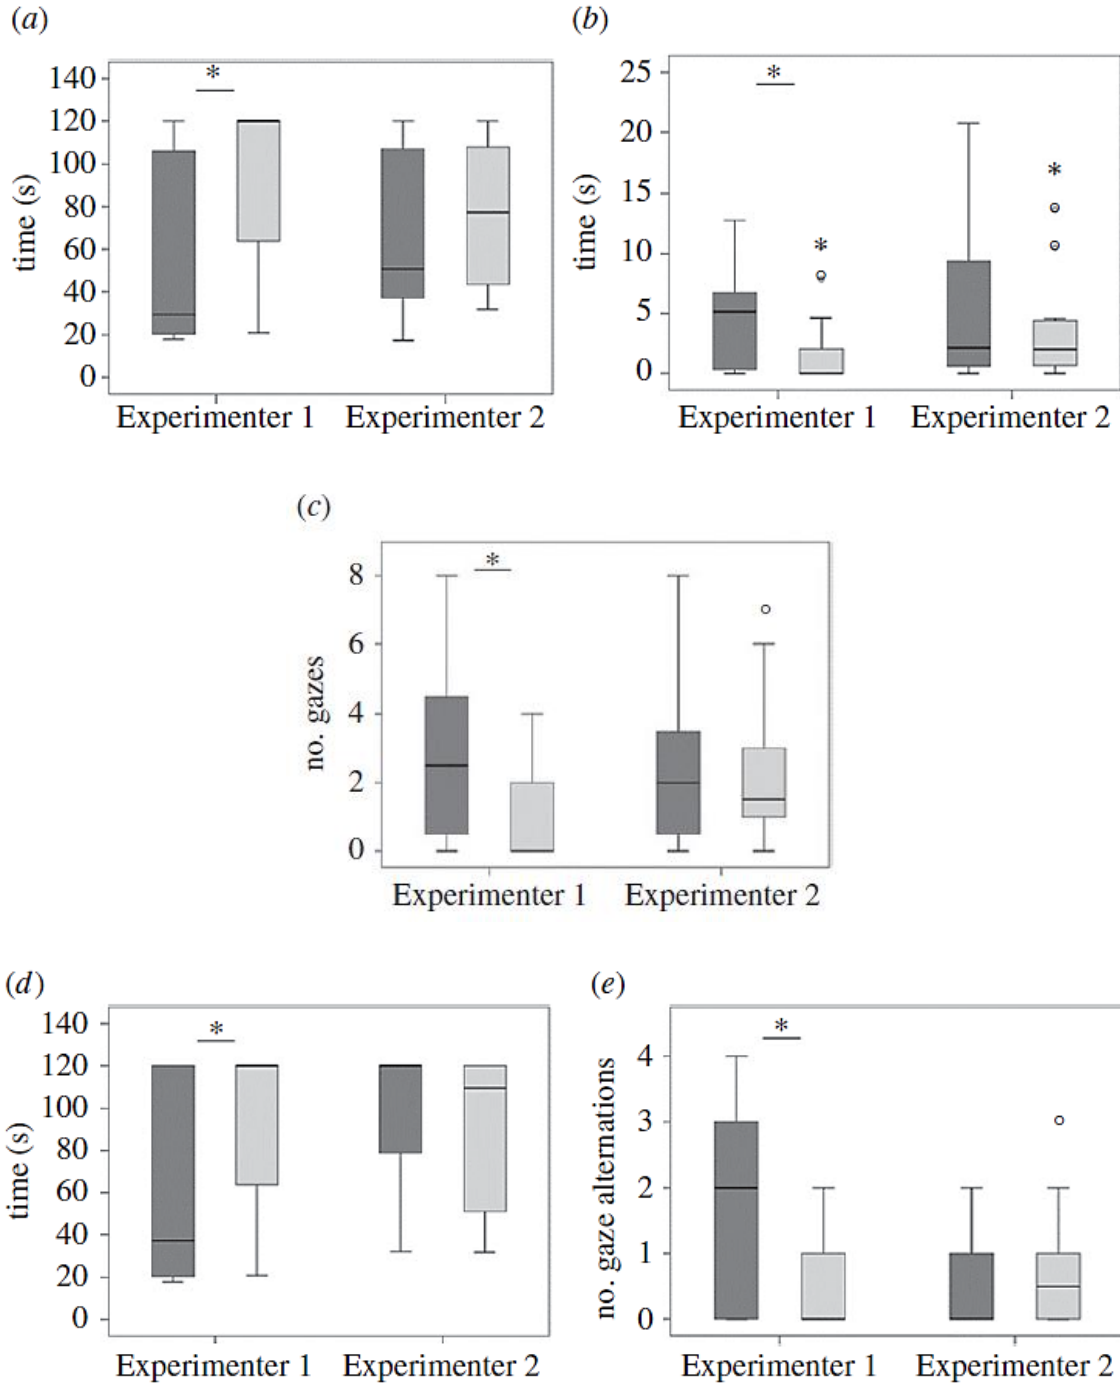 (a)
140
120
100
80
60
40
20
0
time (s)
*
Experimenter 1
Experimenter 2
(b)
25
20
15
10
5
0
time (s)
*
*
*
Experimenter 1
Experimenter 2
(c)
8
6
4
2
0
no. gazes
*
Experimenter 1
Experimenter 2
(d)
140
120
100
80
60
40
20
0
time (s)
*
Experimenter 1
Experimenter 2
(e)
4
3
2
1
0
no. gaze alternations
*
Experimenter 1
Experimenter 2